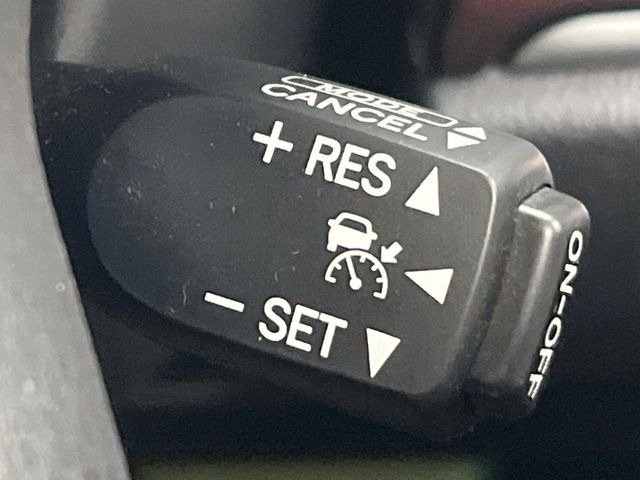 MODE
CANCEL
+ RES
- SET
ON-OFF